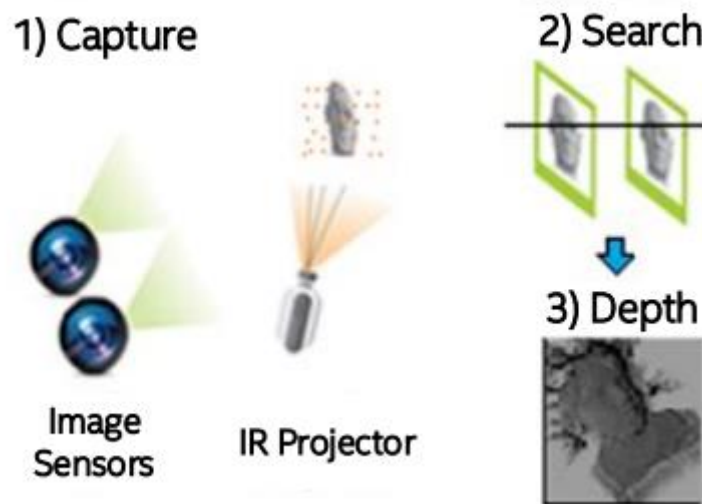 1) Capture
2) Search
3) Depth
Image
Sensors
IR Projector